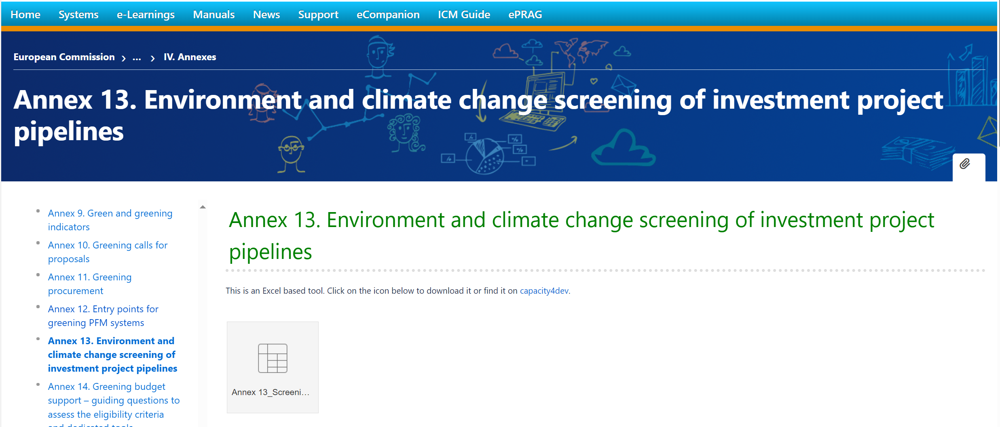 Home Systems e-Learnings Manuals News Support eCompanion ICM Guide ePRAG
European Commission › ... › IV. Annexes
Annex 13. Environment and climate change screening of investment project
pipelines
Annex 9. Green and greening
indicators
Annex 10. Greening calls for
proposals
Annex 11. Greening
procurement
Annex 12. Entry points for
greening PFM systems
Annex 13. Environment and
climate change screening of
investment project pipelines
Annex 14. Greening budget
support – guiding questions to
assess the eligibility criteria
and dedicated tools
Annex 13. Environment and climate change screening of investment project
pipelines
This is an Excel based tool. Click on the icon below to download it or find it on capacity4dev.
Annex 13_Screeni...